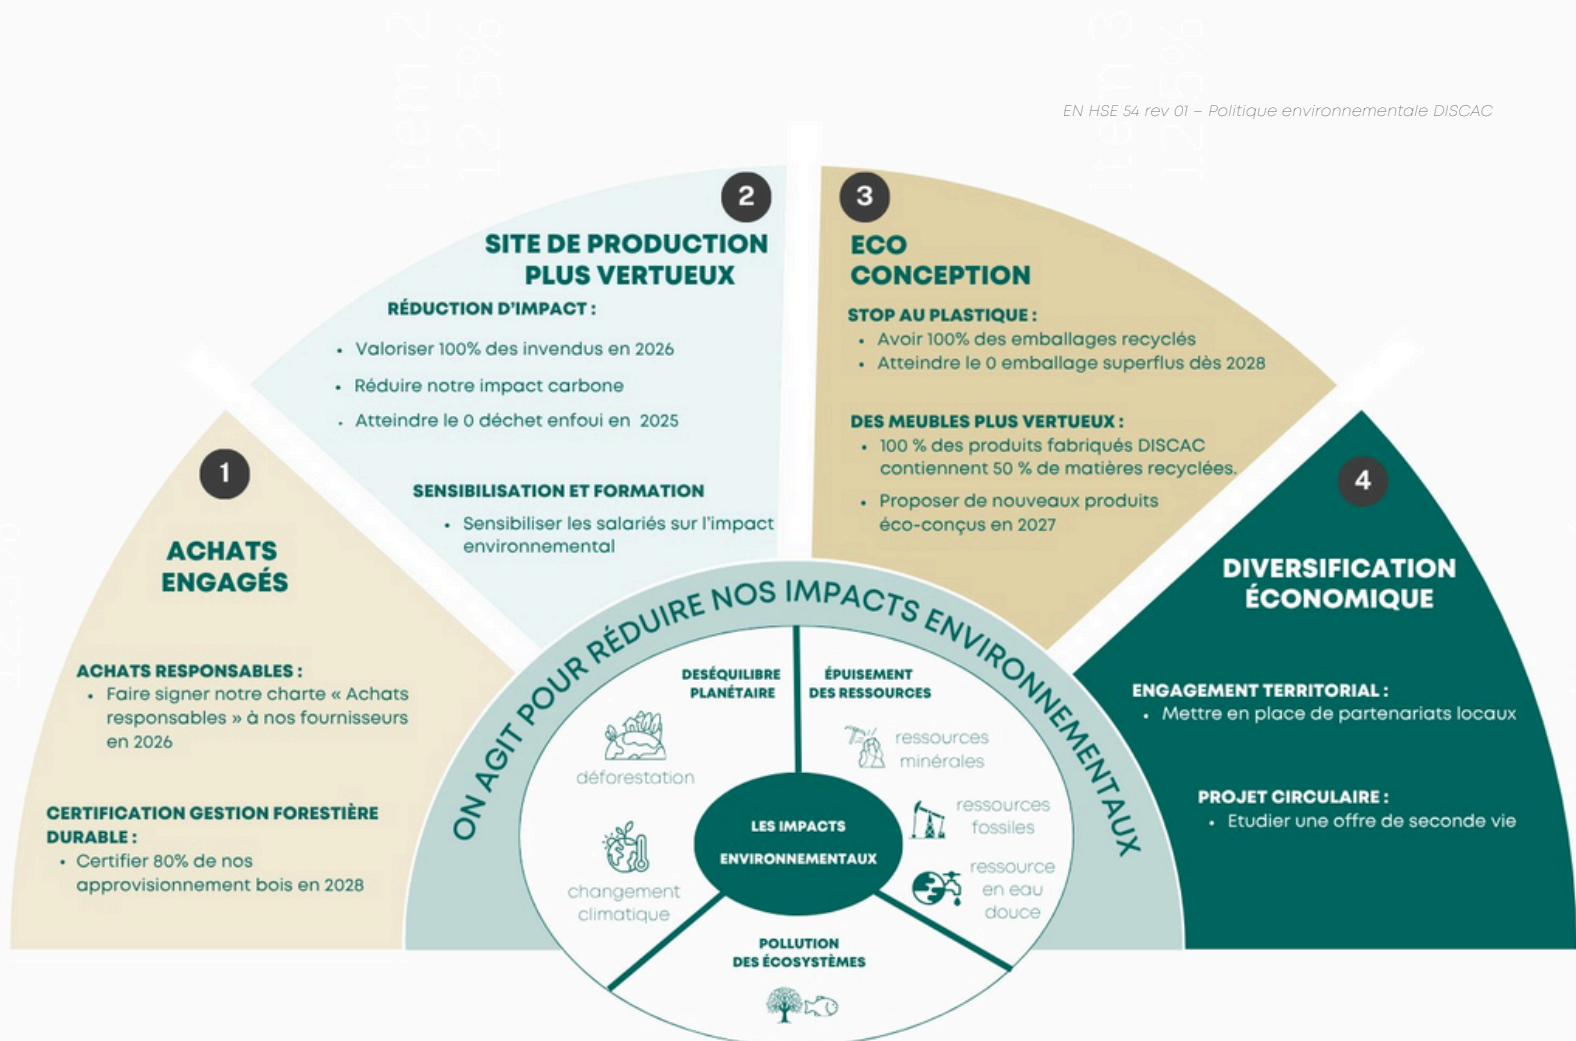 Item 2
12.5%
Item 3
12.5%
EN HSE 54 rev 01 – Politique environnementale DISCAC
1
ACHATS
ENGAGÉS
ACHATS RESPONSABLES :
• Faire signer notre charte « Achats
responsables » à nos fournisseurs
en 2026
CERTIFICATION GESTION FORESTIÈRE
DURABLE :
• Certifier 80% de nos
approvisionnement bois en 2028
2
SITE DE PRODUCTION
PLUS VERTUEUX
RÉDUCTION D'IMPACT :
• Valoriser 100% des invendus en 2026
• Réduire notre impact carbone
• Atteindre le 0 déchet enfoui en 2025
SENSIBILISATION ET FORMATION
• Sensibiliser les salariés sur l'impact
environnemental
3
ECO
CONCEPTION
STOP AU PLASTIQUE :
• Avoir 100% des emballages recyclés
• Atteindre le 0 emballage superflus dès 2028
DES MEUBLES PLUS VERTUEUX :
• 100 % des produits fabriqués DISCAC
contiennent 50 % de matières recyclées.
• Proposer de nouveaux produits
éco-conçus en 2027
4
DIVERSIFICATION
ÉCONOMIQUE
ENGAGEMENT TERRITORIAL :
• Mettre en place de partenariats locaux
PROJET CIRCULAIRE :
• Etudier une offre de seconde vie
ON AGIT POUR RÉDUIRE NOS IMPACTS ENVIRONNEMENTAUX
DESÉQUILIBRE
PLANÉTAIRE
déforestation
changement
climatique
ÉPUISEMENT
DES RESSOURCES
ressources
minérales
ressources
fossiles
ressource
en eau
douce
LES IMPACTS
ENVIRONNEMENTAUX
POLLUTION
DES ÉCOSYSTÈMES